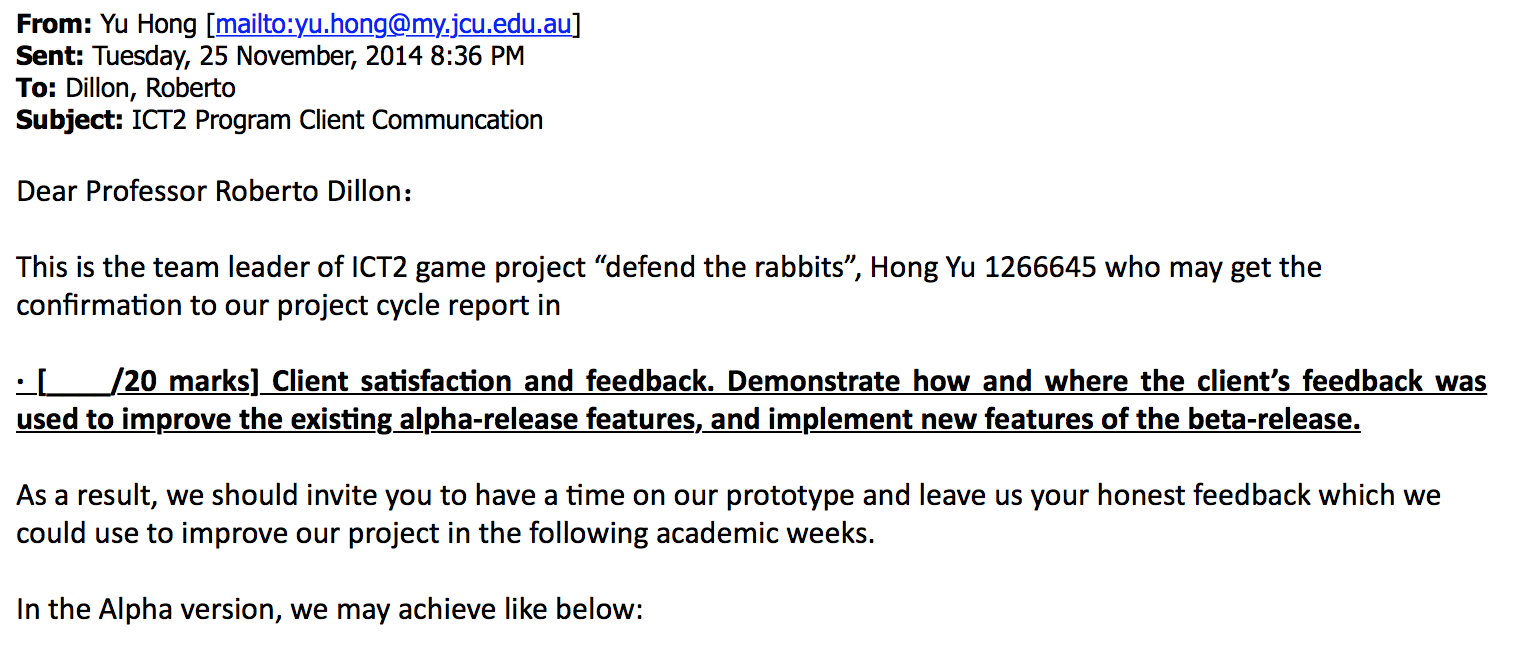 From: Yu Hong [mailto:yu.hong@my.jcu.edu.au]
Sent: Tuesday, 25 November, 2014 8:36 PM
To: Dillon, Roberto
Subject: ICT2 Program Client Communcation
Dear Professor Roberto Dillon：
This is the team leader of ICT2 game project “defend the rabbits”, Hong Yu 1266645 who may get the
confirmation to our project cycle report in
· [____/20 marks] Client satisfaction and feedback. Demonstrate how and where the client’s feedback was
used to improve the existing alpha-release features, and implement new features of the beta-release.
As a result, we should invite you to have a time on our prototype and leave us your honest feedback which we
could use to improve our project in the following academic weeks.
In the Alpha version, we may achieve like below: